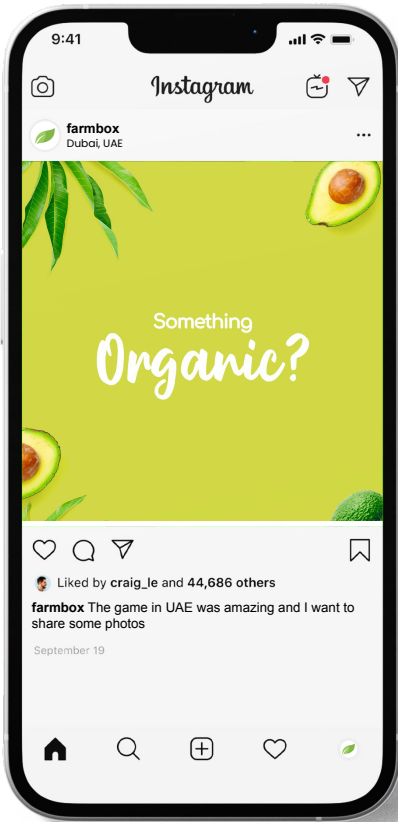 9:41
Instagram
farmbox
Dubai, UAE
Something
Organic?
Liked by craig_le and 44,686 others
farmbox The game in UAE was amazing and I want to
share some photos
September 19